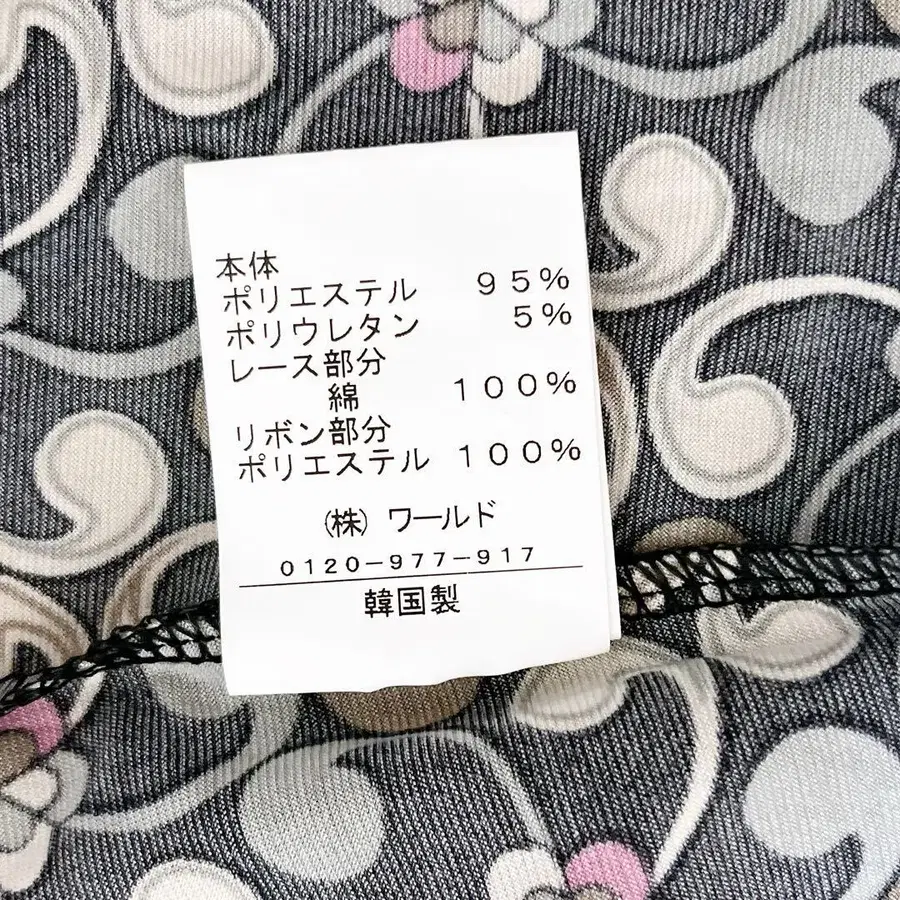 本体
ポリエステル 95%
ポリウレタン 5%
レース部分
綿 100%
リボン部分
ポリエステル 100%
(株) ワールド
0120-977-917
韓国製